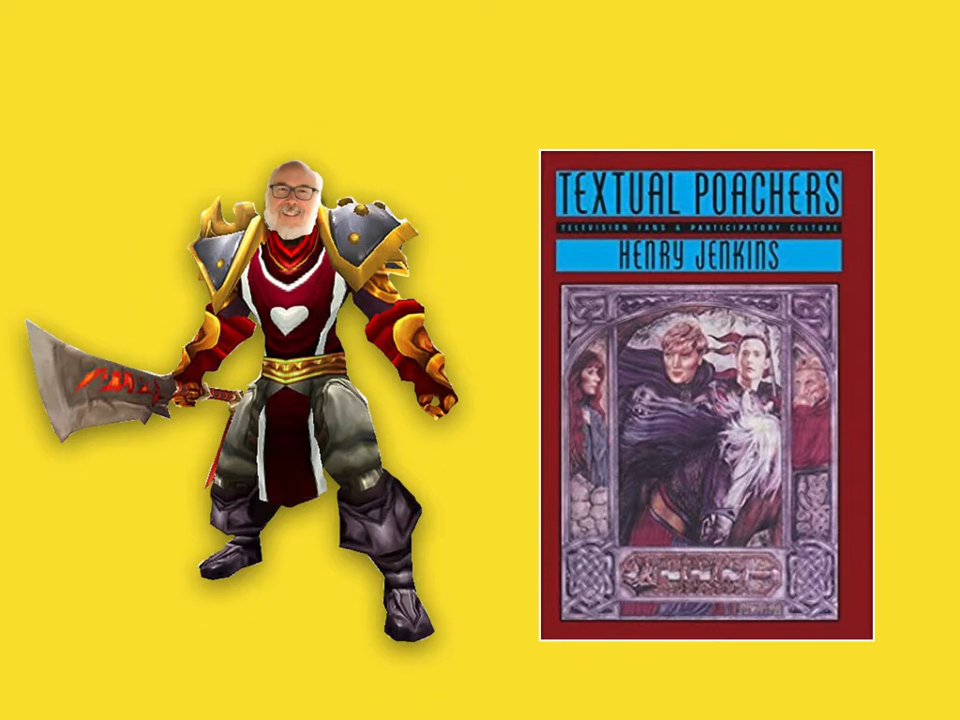 TEXTUAL POACHERS
TELEVISION FANS & PARTICIPATORY CULTURE
HENRY JENKINS